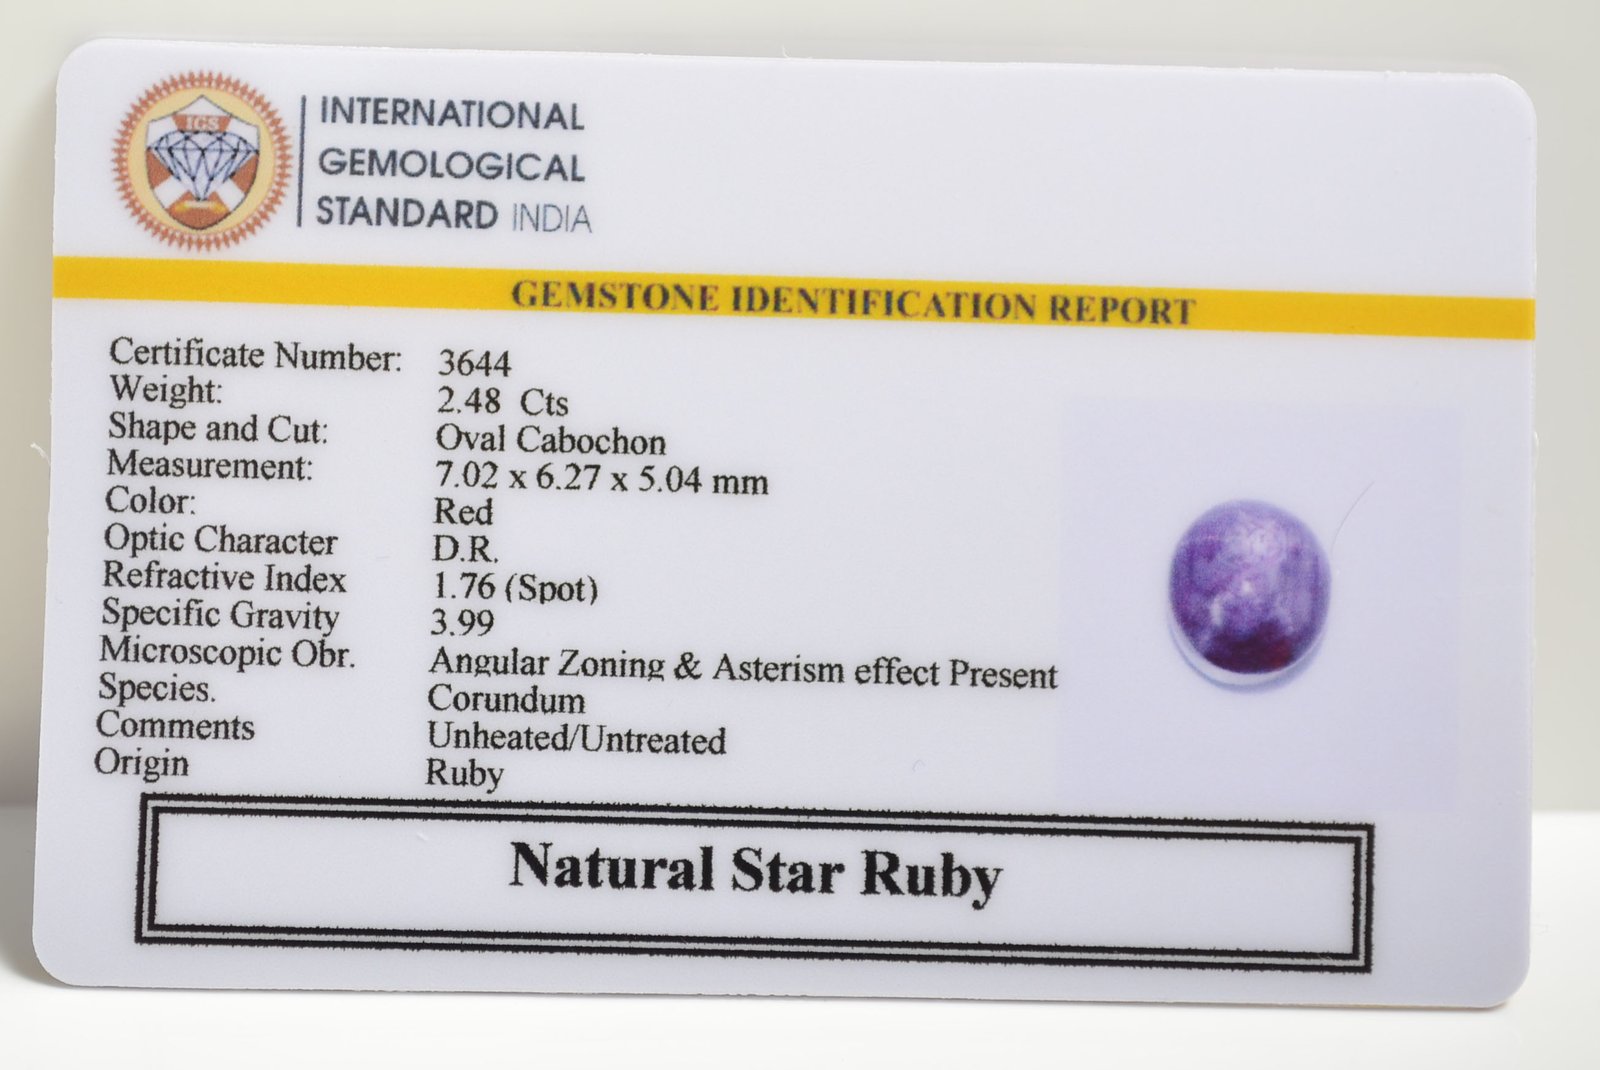 ICS
INTERNATIONAL
GEMOLOGICAL
STANDARD INDIA
GEMSTONE IDENTIFICATION REPORT
Certificate Number: 3644
Weight: 2.48 Cts
Shape and Cut: Oval Cabochon
Measurement: 7.02 x 6.27 x 5.04 mm
Color: Red
Optic Character D.R.
Refractive Index 1.76 (Spot)
Specific Gravity 3.99
Microscopic Obr. Angular Zoning & Asterism effect Present
Species. Corundum
Comments Unheated/Untreated
Origin Ruby
Natural Star Ruby